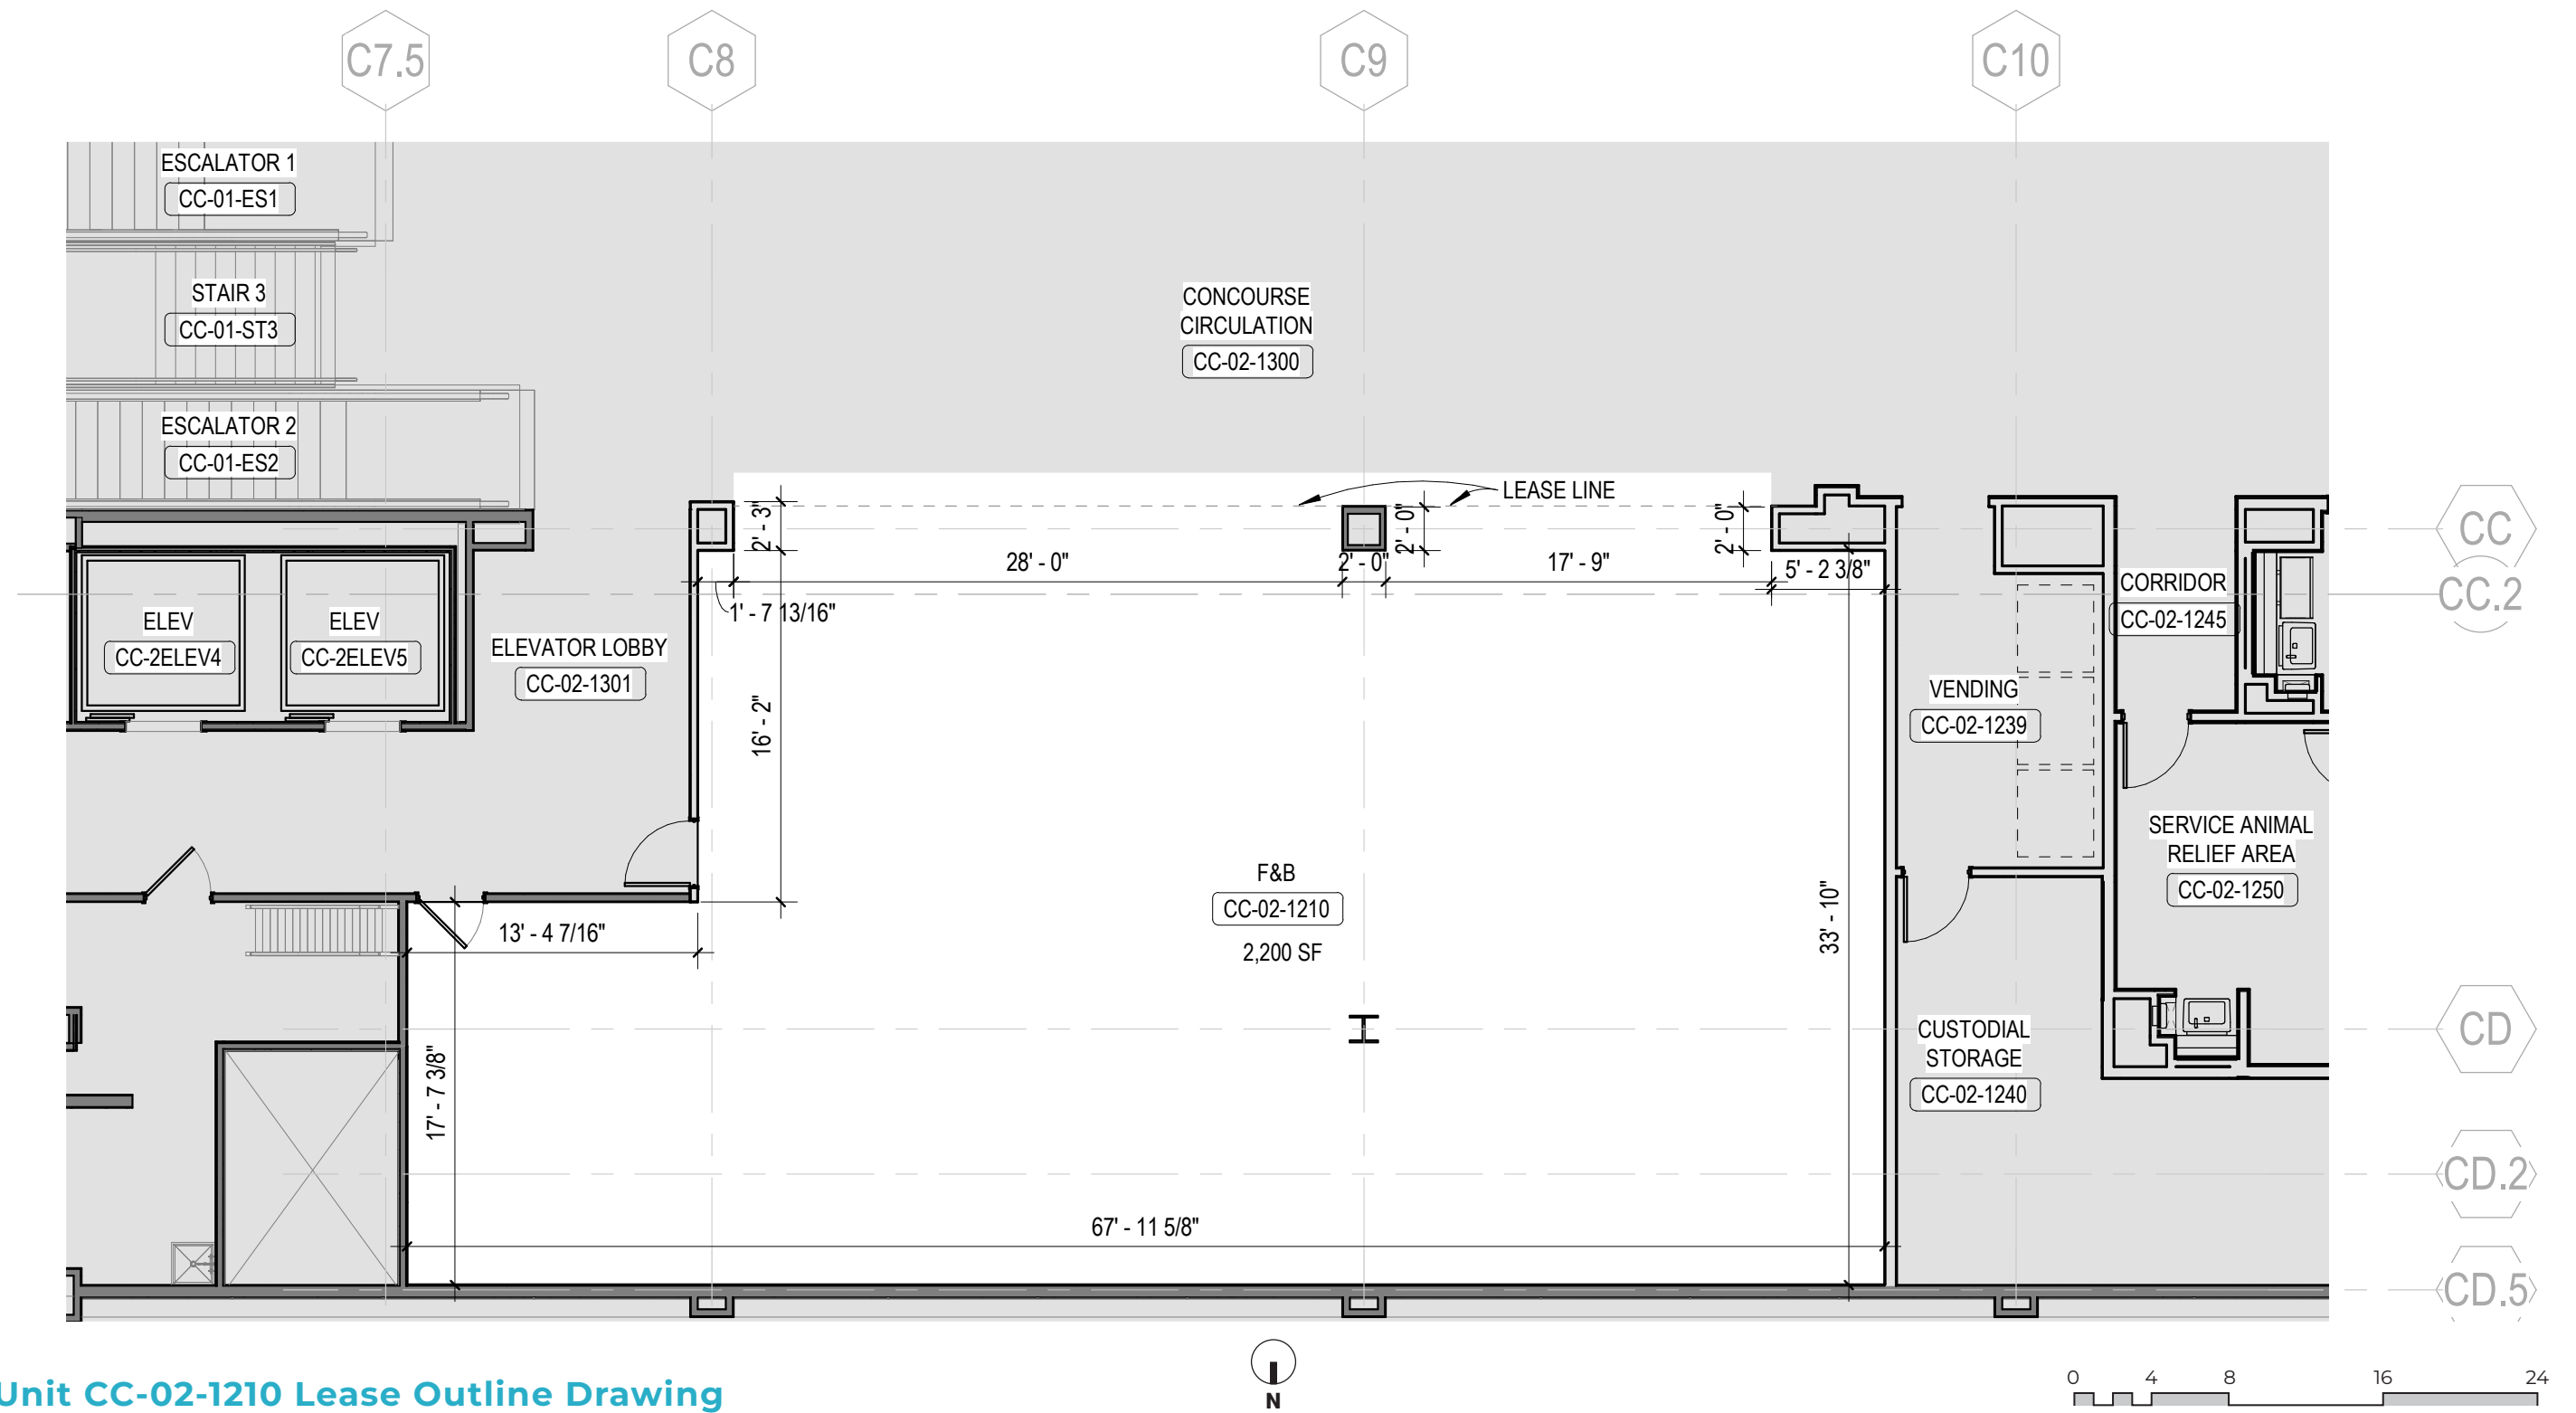 C7.5
C8
C9
C10
ESCALATOR 1
CC-01-ES1
STAIR 3
CC-01-ST3
CONCOURSE
CIRCULATION
CC-02-1300
ESCALATOR 2
CC-01-ES2
LEASE LINE
2' - 3"
2' - 0"
2' - 0"
CC
28' - 0"
2' - 0"
17' - 9"
5' - 2 3/8"
1' - 7 13/16"
CC.2
CORRIDOR
CC-02-1245
ELEV
CC-2ELEV4
ELEV
CC-2ELEV5
ELEVATOR LOBBY
CC-02-1301
16' - 2"
VENDING
CC-02-1239
SERVICE ANIMAL
RELIEF AREA
CC-02-1250
F&B
CC-02-1210
2,200 SF
33' - 10"
13' - 4 7/16"
CD
CUSTODIAL
STORAGE
CC-02-1240
17' - 7 3/8"
CD.2
67' - 11 5/8"
CD.5
N
Unit CC-02-1210 Lease Outline Drawing
0 4 8 16 24